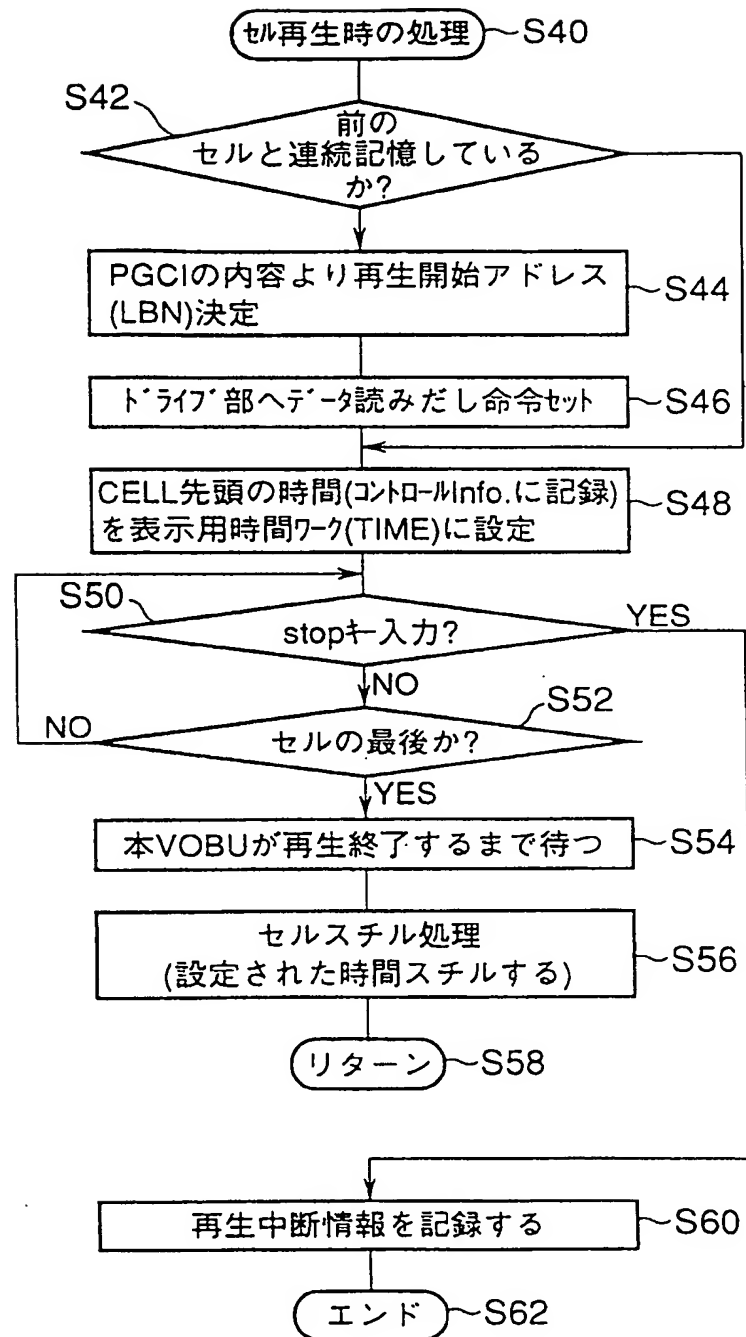 セル再生時の処理 S40
S42
前の
セルと連続記憶している
か?
PGCIの内容より再生開始アドレス
(LBN)決定
S44
ドライブ部へデータ読みだし命令セット S46
CELL先頭の時間(コントロールInfo.に記録)
を表示用時間ワーク(TIME)に設定
S48
S50
stopキー入力?
YES
NO
S52
セルの最後か?
NO
YES
本VOBUが再生終了するまで待つ S54
セルスチル処理
(設定された時間スチルする)
S56
リターン S58
再生中断情報を記録する S60
エンド S62